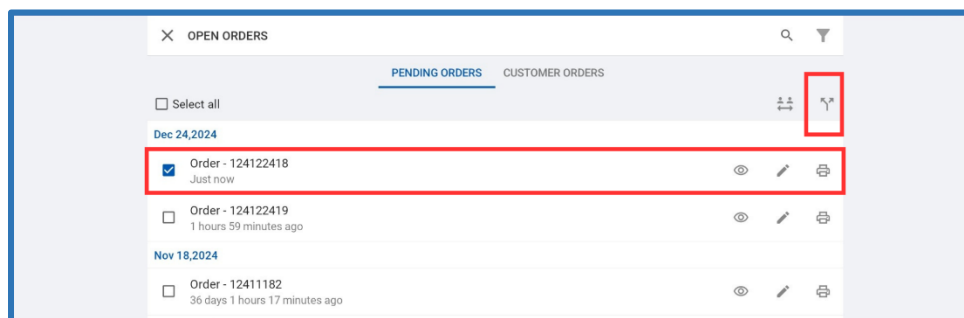 OPEN ORDERS
PENDING ORDERS CUSTOMER ORDERS
Select all
Dec 24,2024
Order - 124122418
Just now
Order - 124122419
1 hours 59 minutes ago
Nov 18,2024
Order - 12411182
36 days 1 hours 17 minutes ago